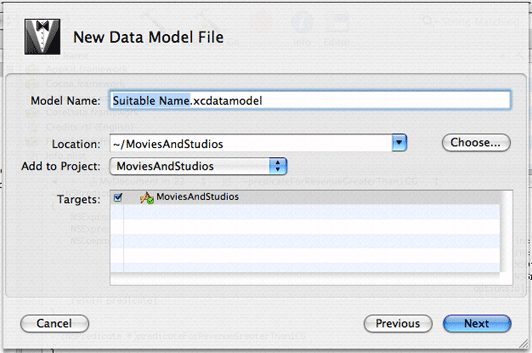 New Data Model File
Model Name: Suitable Name.xcdatamodel
Location: ~/MoviesAndStudios Choose...
Add to Project: MoviesAndStudios
Targets: MoviesAndStudios
Cancel Previous Next